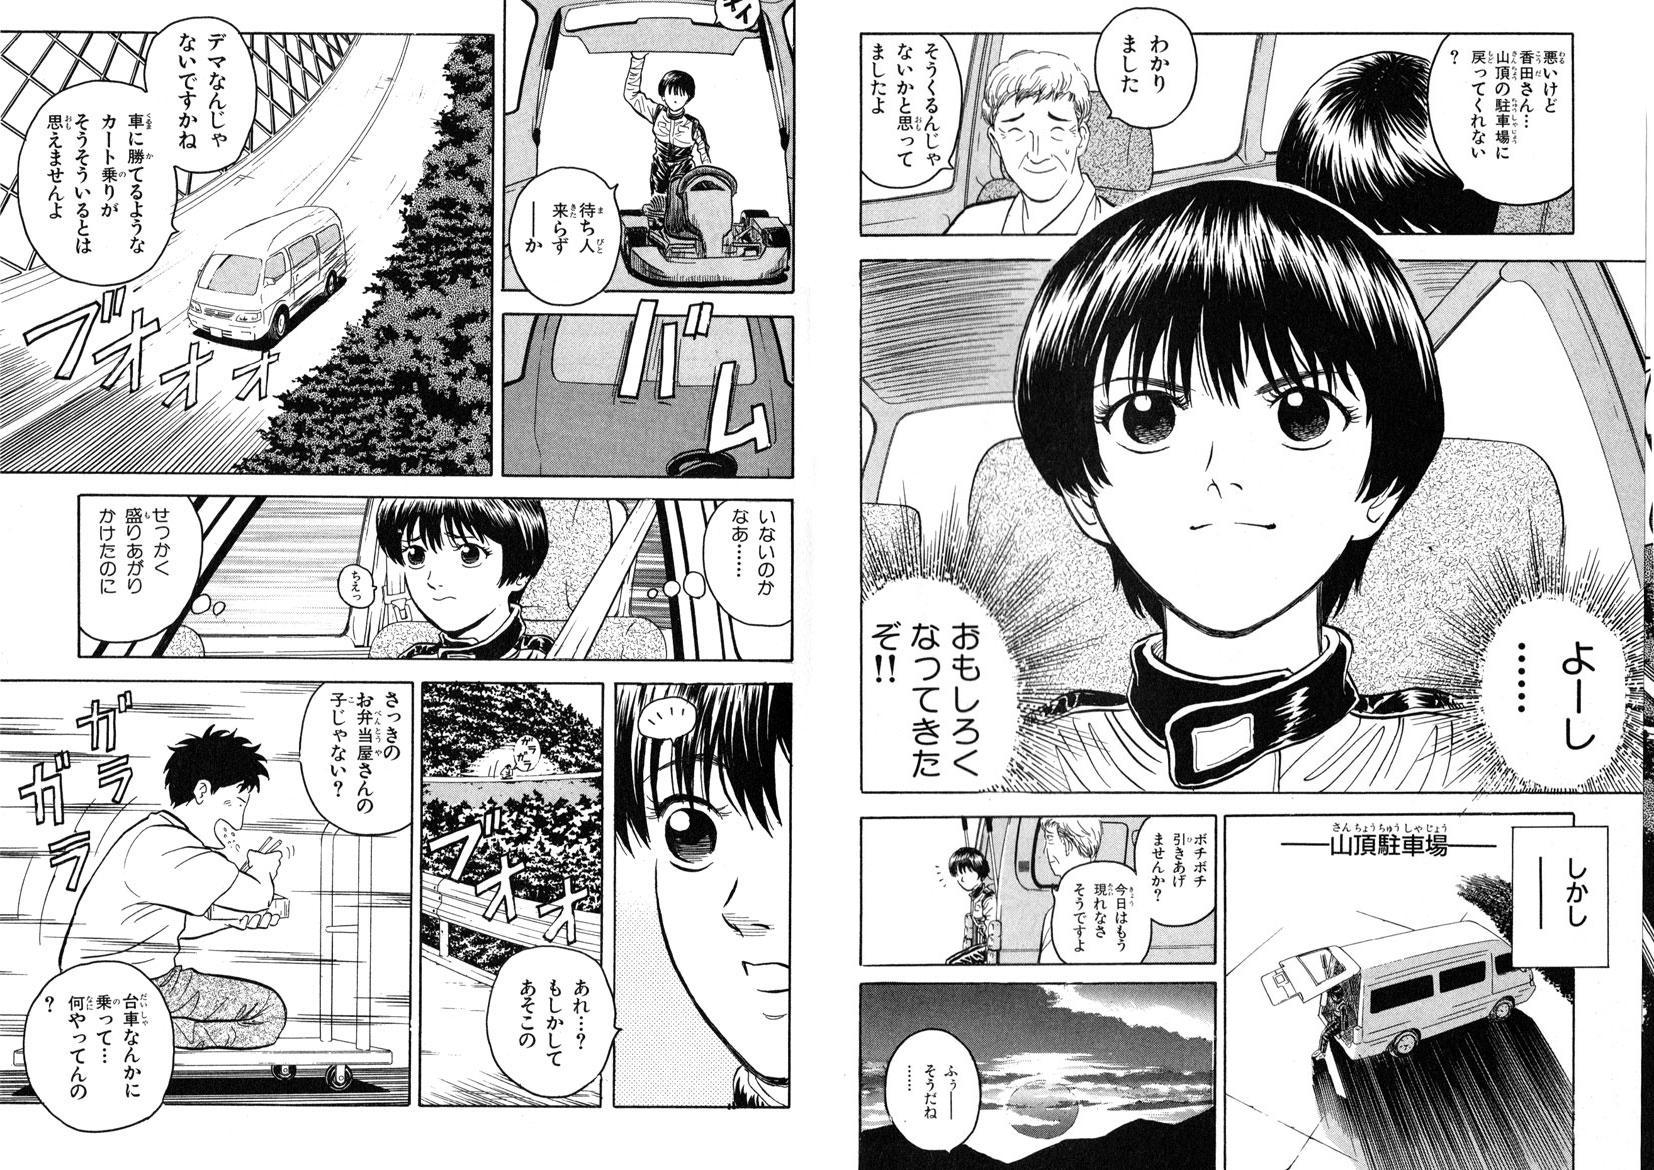 悪いけど
香田さん…
山頂の駐車場に
戻ってくれない
？
わかり
ました
そうくるんじゃ
ないかと思って
ましたよ
よーし
……
おもしろく
なってきた
ぞ!!
しかし
――
――山頂駐車場――
ボチボチ
引きあげ
ませんか？
今日はもう
現れなさ
そうですよ
ふぅ――
そうだね
……
待ち人
来らず
――か
バム
デマなんじゃ
ないですかね
車に勝てるような
カート乗りが
そうそういるとは
思えませんよ
ブオォォォ
いないのか
なあ……
ちえっ
せっかく
盛りあがり
かけたのに
ガラ
ガラ
ブオォォ
あれ…？
もしかして
あそこの
さっきの
お弁当屋さんの
子じゃない？
ガラ
ガラ
台車なんかに
乗って…
何やってんの
？